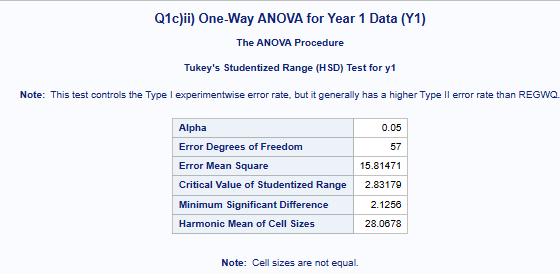 Q1c)ii) One-Way ANOVA for Year 1 Data (Y1)
The ANOVA Procedure
Tukey's Studentized Range (HSD) Test for y1
Note: This test controls the Type I experimentwise error rate, but it generally has a higher Type II error rate than REGWQ.
Alpha 0.05
Error Degrees of Freedom 57
Error Mean Square 15.81471
Critical Value of Studentized Range 2.83179
Minimum Significant Difference 2.1256
Harmonic Mean of Cell Sizes 28.0678
Note: Cell sizes are not equal.